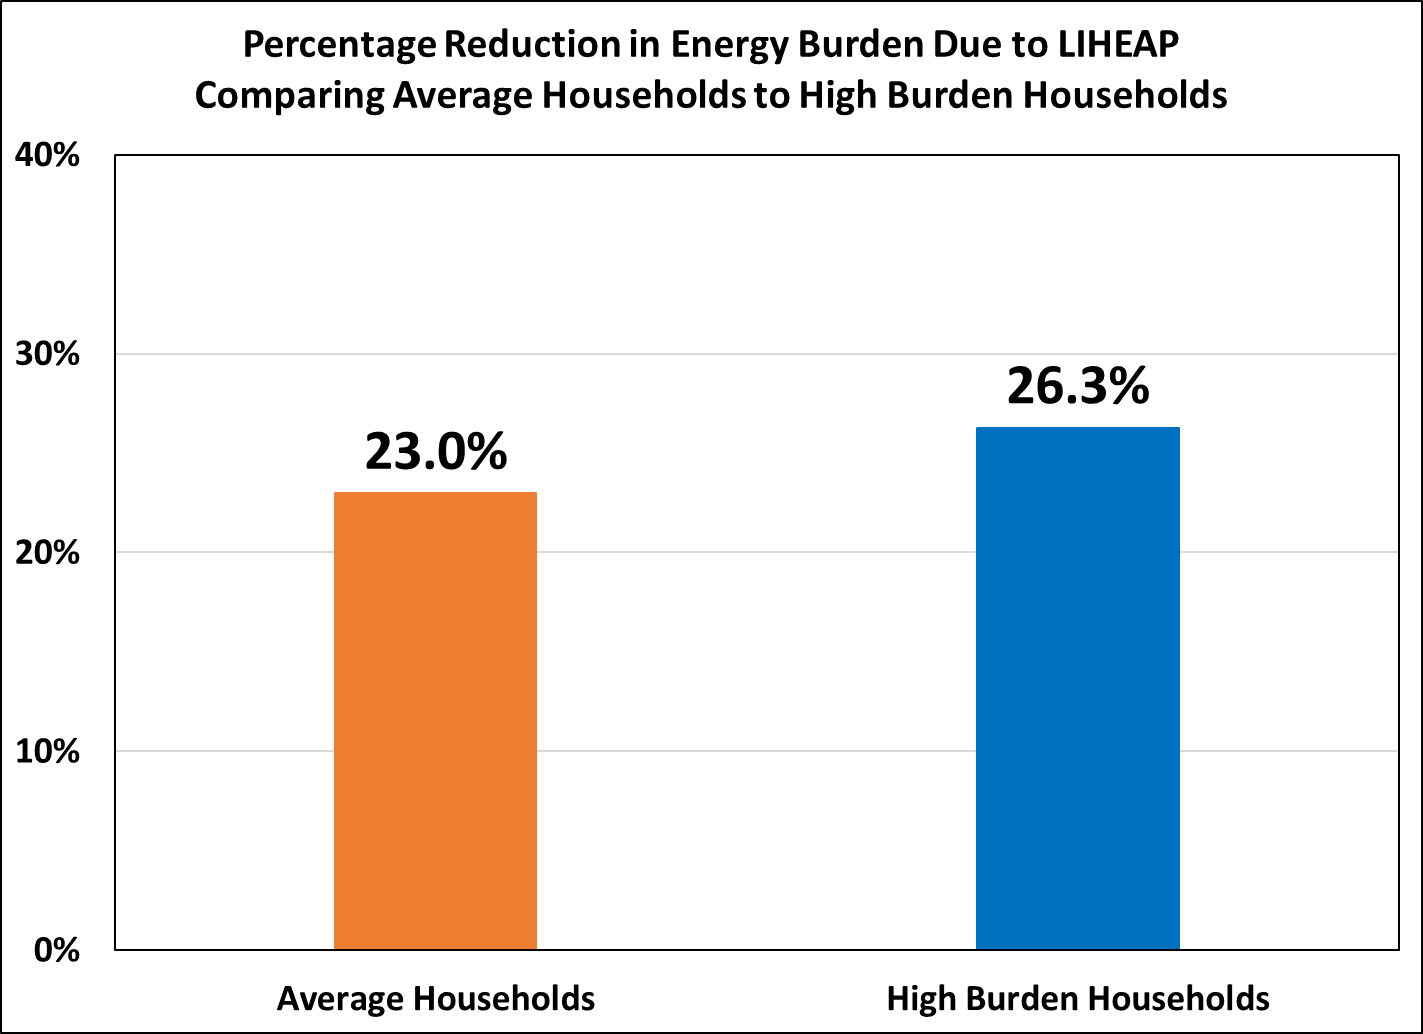 Percentage Reduction in Energy Burden Due to LIHEAP
Comparing Average Households to High Burden Households
40%
30%
20%
10%
0%
23.0%
26.3%
Average Households
High Burden Households